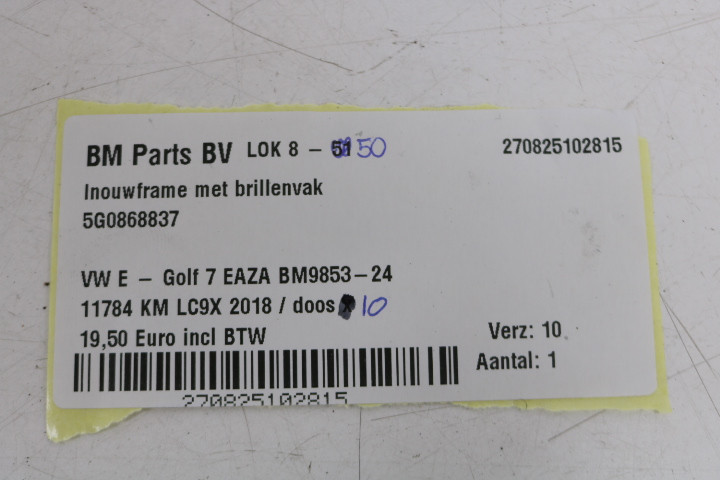 BM Parts BV LOK 8 - 50 270825102815
Inouwframe met brillenvak
5G0868837
VW E - Golf 7 EAZA BM9853-24
11784 KM LC9X 2018 / doos 10
19,50 Euro incl BTW Verz: 10
Aantal: 1
270825102815